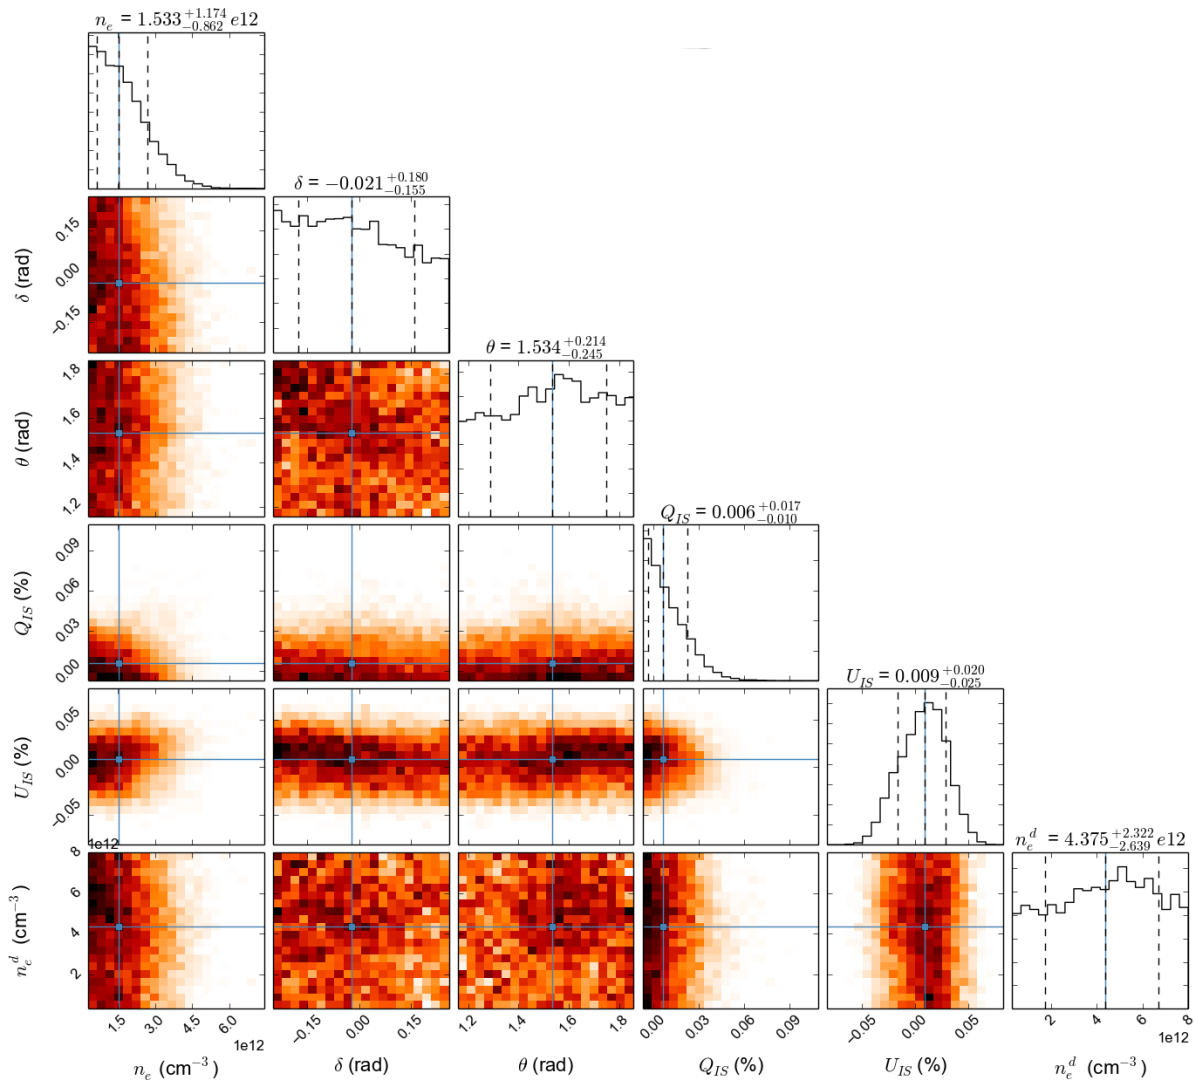 n_e = 1.533 +1.174 −0.862 e12
δ = −0.021 +0.180 −0.155
0.15
0.00
−0.15
δ (rad)
θ = 1.534 +0.214 −0.245
1.8
1.6
1.4
1.2
θ (rad)
Q_IS = 0.006 +0.017 −0.010
0.09
0.06
0.03
0.00
Q_IS (%)
U_IS = 0.009 +0.020 −0.025
0.05
0.00
−0.05
U_IS (%)
1e12
n_e^d = 4.375 +2.322 −2.639 e12
8
6
4
2
n_e^d (cm−3)
1.5 3.0 4.5 6.0
1e12
n_e (cm−3)
−0.15 0.00 0.15
δ (rad)
1.2 1.4 1.6 1.8
θ (rad)
0.00 0.03 0.06 0.09
Q_IS (%)
−0.05 0.00 0.05
U_IS (%)
2 4 6 8
1e12
n_e^d (cm−3)